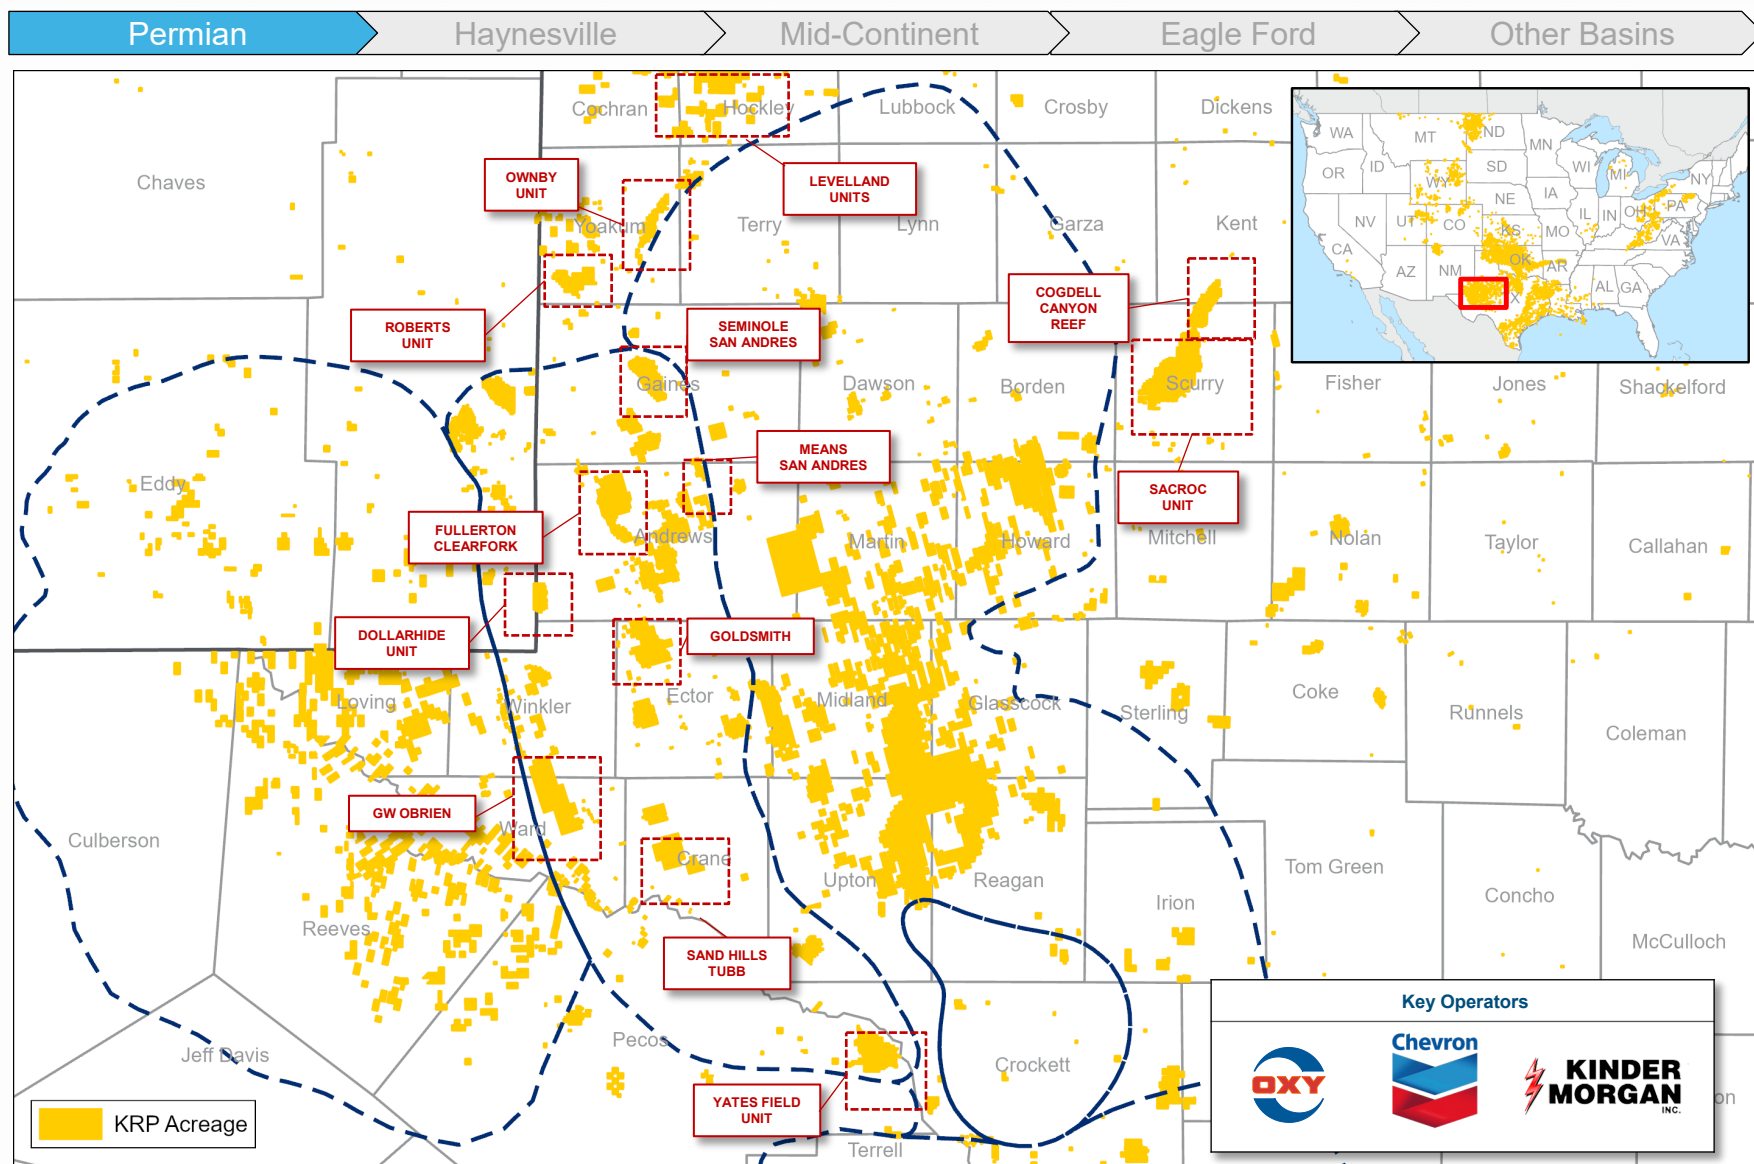 Permian
Haynesville
Mid-Continent
Eagle Ford
Other Basins
Cochran
Hockley
Lubbock
Crosby
Dickens
Chaves
OWNBY
UNIT
LEVELLAND
UNITS
Yoakum
Terry
Lynn
Garza
Kent
ROBERTS
UNIT
SEMINOLE
SAN ANDRES
COGDELL
CANYON
REEF
Gaines
Dawson
Borden
Scurry
Fisher
Jones
Shackelford
MEANS
SAN ANDRES
SACROC
UNIT
Eddy
FULLERTON
CLEARFORK
Andrews
Martin
Howard
Mitchell
Nolan
Taylor
Callahan
DOLLARHIDE
UNIT
GOLDSMITH
Loving
Winkler
Ector
Midland
Glasscock
Sterling
Coke
Runnels
Coleman
GW OBRIEN
Ward
Culberson
Crane
Upton
Reagan
Tom Green
Concho
Irion
McCulloch
Reeves
SAND HILLS
TUBB
Jeff Davis
Pecos
Crockett
YATES FIELD
UNIT
Terrell
KRP Acreage
WA
MT
ND
MN
OR
ID
SD
WI
MI
NY
WY
NE
IA
PA
NV
UT
CO
KS
MO
IL
IN
OH
VA
CA
AZ
NM
OK
AR
AL
GA
X
Key Operators
OXY
Chevron
KINDER
MORGAN
INC.
on